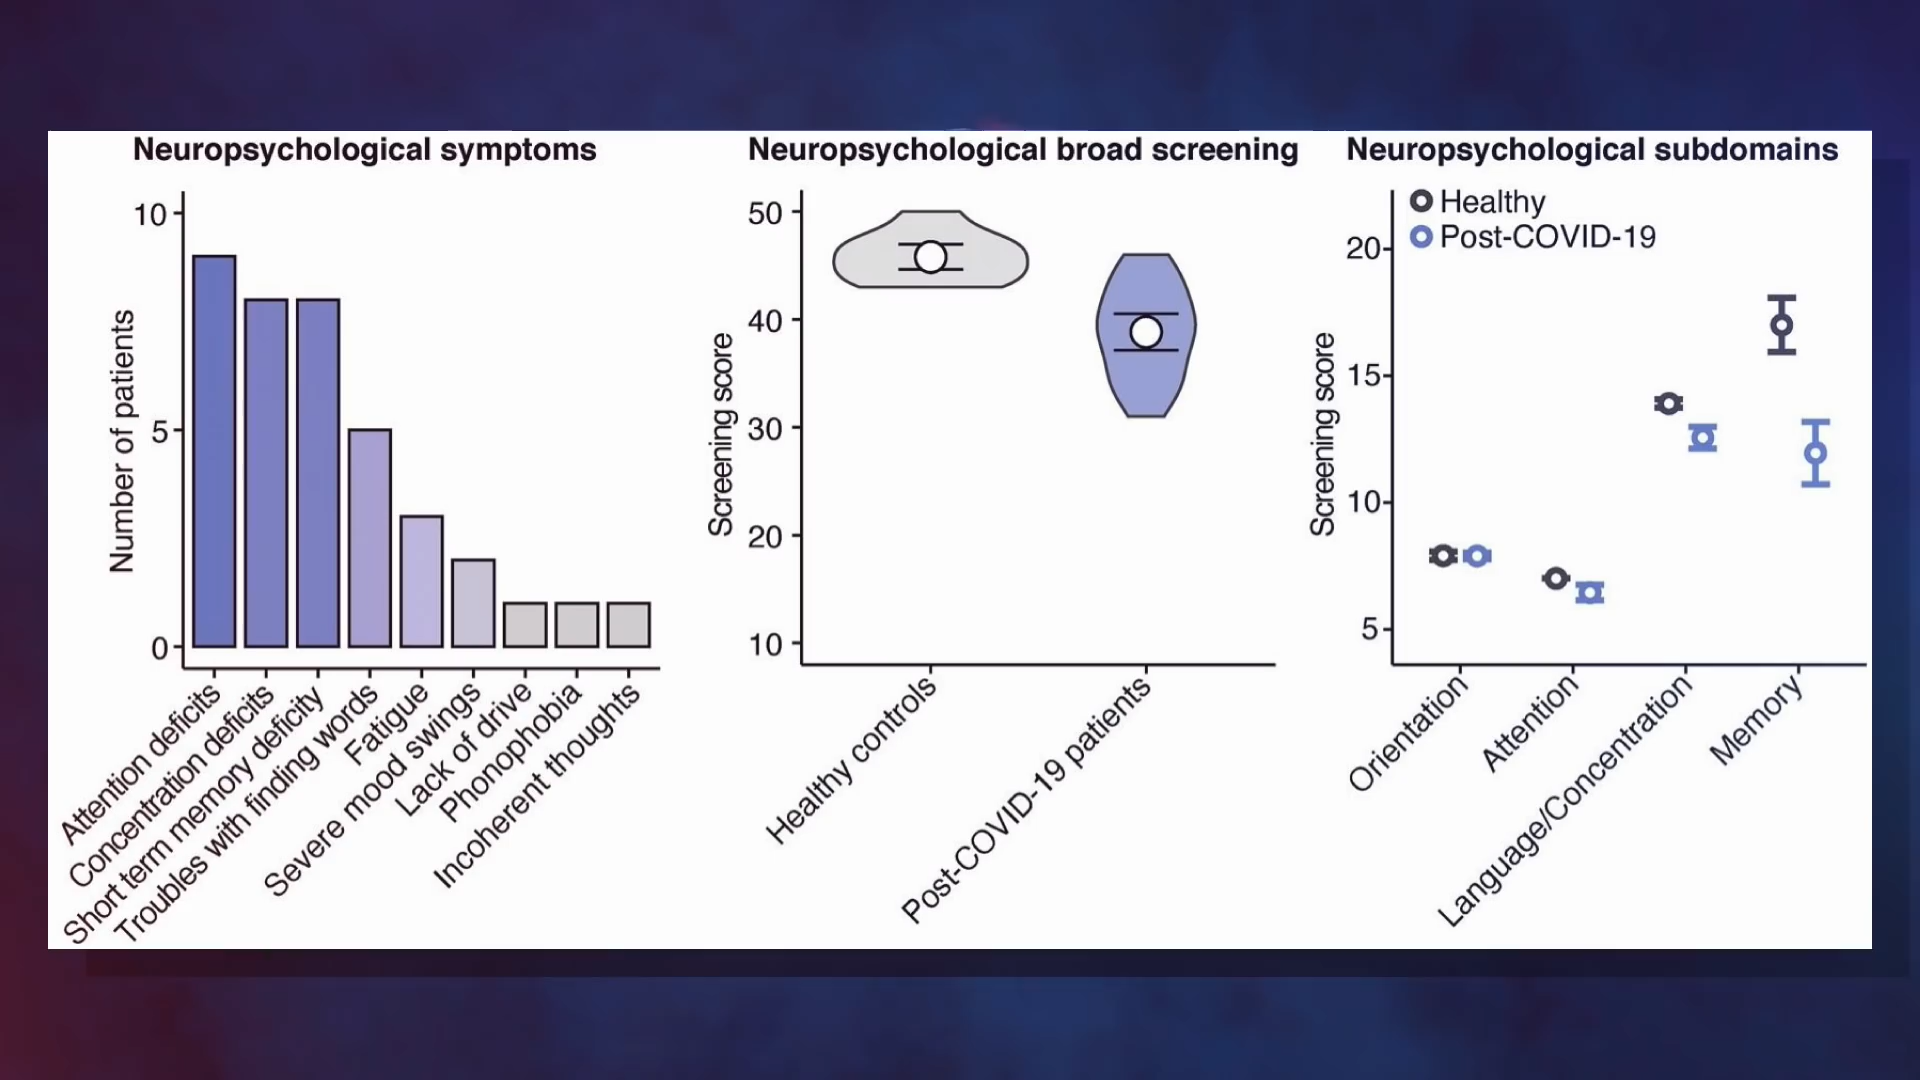 Neuropsychological symptoms
Number of patients
10
5
0
Attention deficits
Concentration deficits
Short term memory deficity
Troubles with finding words
Fatigue
Severe mood swings
Lack of drive
Phonophobia
Incoherent thoughts
Neuropsychological broad screening
Screening score
50
40
30
20
10
Healthy controls
Post-COVID-19 patients
Neuropsychological subdomains
Healthy
Post-COVID-19
Screening score
20
15
10
5
Orientation
Attention
Language/Concentration
Memory